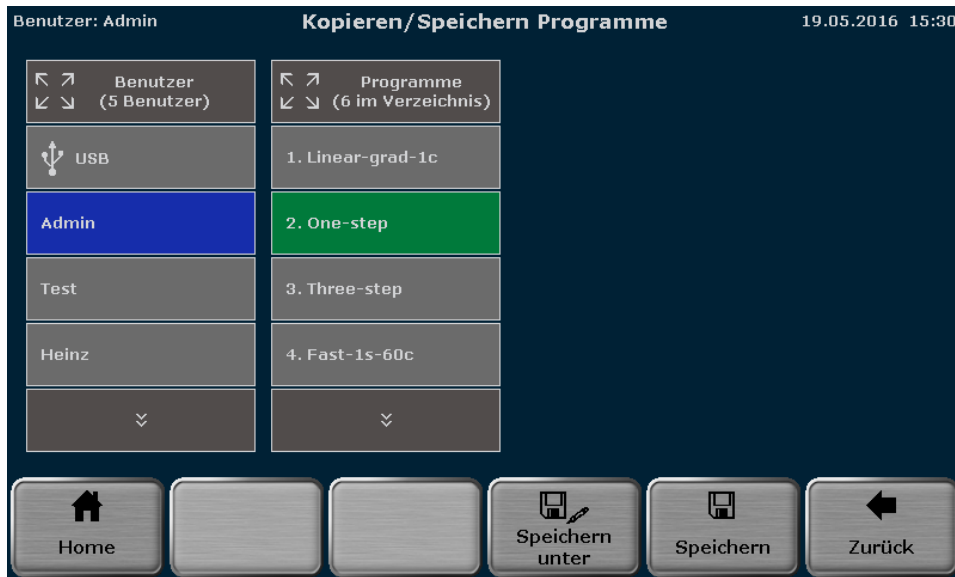 Benutzer: Admin
Kopieren/Speichern Programme
19.05.2016 15:30
Benutzer
(5 Benutzer)
Programme
(6 im Verzeichnis)
USB
1. Linear-grad-1c
Admin
2. One-step
Test
3. Three-step
Heinz
4. Fast-1s-60c
Home
Speichern
unter
Speichern
Zurück